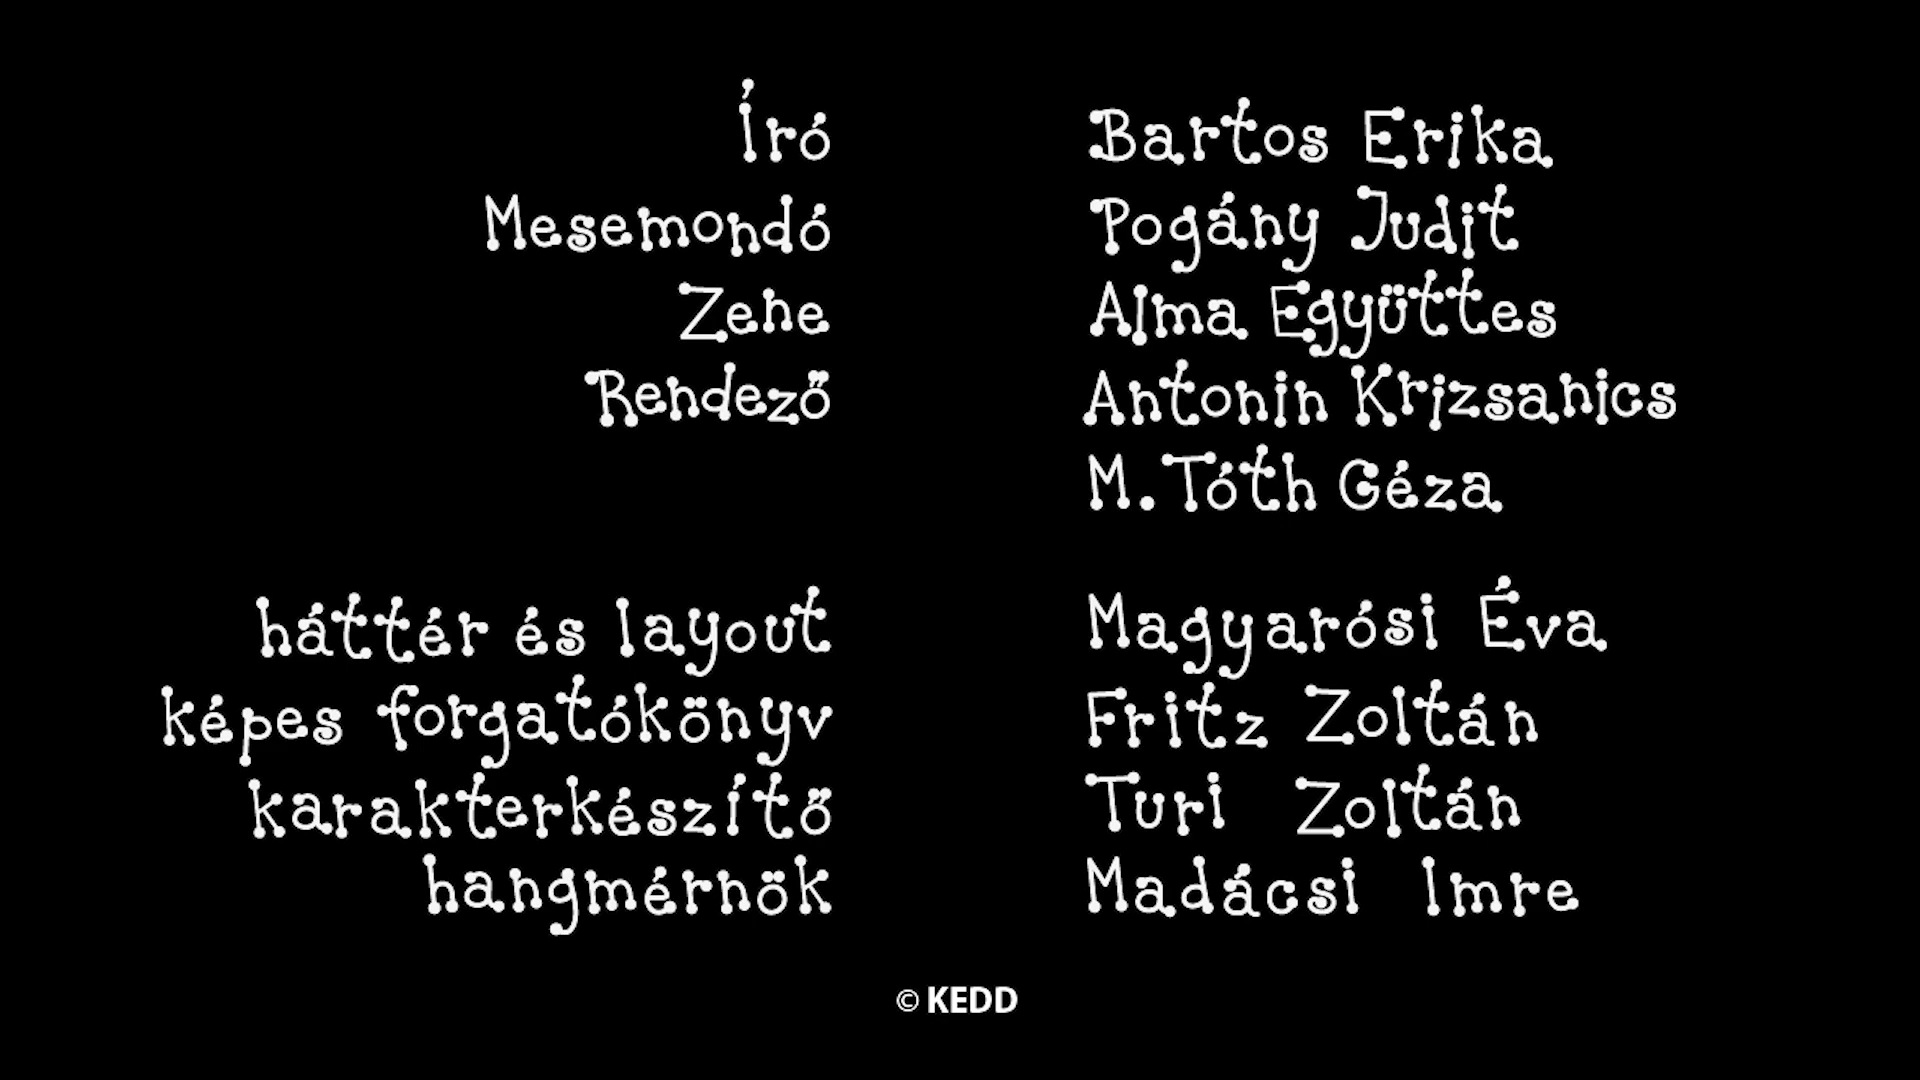 Író Bartos Erika
Mesemondó Pogány Judit
Zene Alma Együttes
Rendező Antonin Krizsanics
M. Tóth Géza
háttér és layout Magyarósi Éva
képes forgatókönyv Fritz Zoltán
karakterkészítő Turi Zoltán
hangmérnök Madácsi Imre
© KEDD